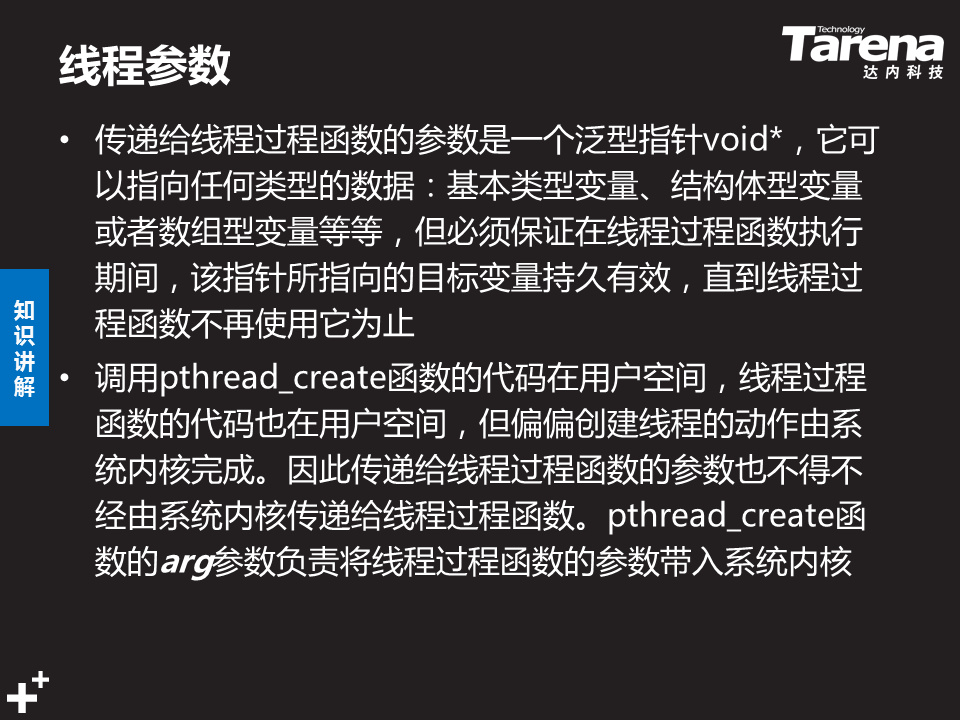 线程参数
Technology
Tarena
达内科技
• 传递给线程过程函数的参数是一个泛型指针void*，它可
以指向任何类型的数据：基本类型变量、结构体型变量
或者数组型变量等等，但必须保证在线程过程函数执行
期间，该指针所指向的目标变量持久有效，直到线程过
程函数不再使用它为止
• 调用pthread_create函数的代码在用户空间，线程过程
函数的代码也在用户空间，但偏偏创建线程的动作由系
统内核完成。因此传递给线程过程函数的参数也不得不
经由系统内核传递给线程过程函数。pthread_create函
数的arg参数负责将线程过程函数的参数带入系统内核
知
识
讲
解